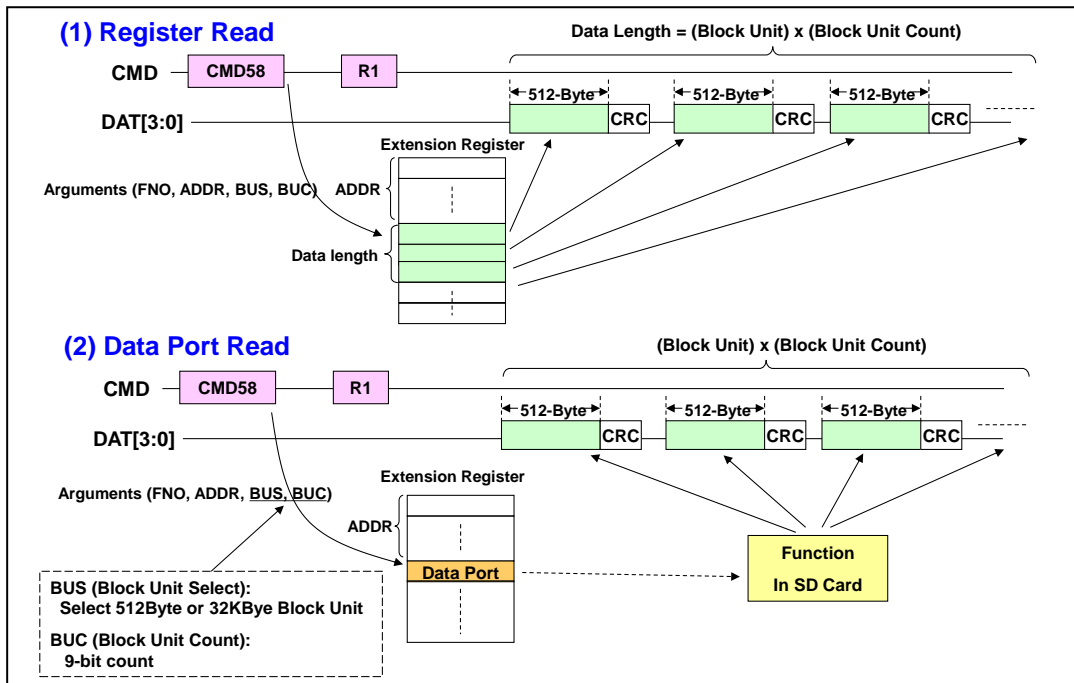 (1) Register Read
Data Length = (Block Unit) x (Block Unit Count)
CMD
CMD58
R1
512-Byte
512-Byte
512-Byte
DAT[3:0]
CRC
CRC
CRC
Extension Register
Arguments (FNO, ADDR, BUS, BUC)
ADDR
Data length
(2) Data Port Read
(Block Unit) x (Block Unit Count)
CMD
CMD58
R1
512-Byte
512-Byte
512-Byte
DAT[3:0]
CRC
CRC
CRC
Extension Register
Arguments (FNO, ADDR, BUS, BUC)
ADDR
Data Port
Function
In SD Card
BUS (Block Unit Select):
Select 512Byte or 32KBye Block Unit
BUC (Block Unit Count):
9-bit count